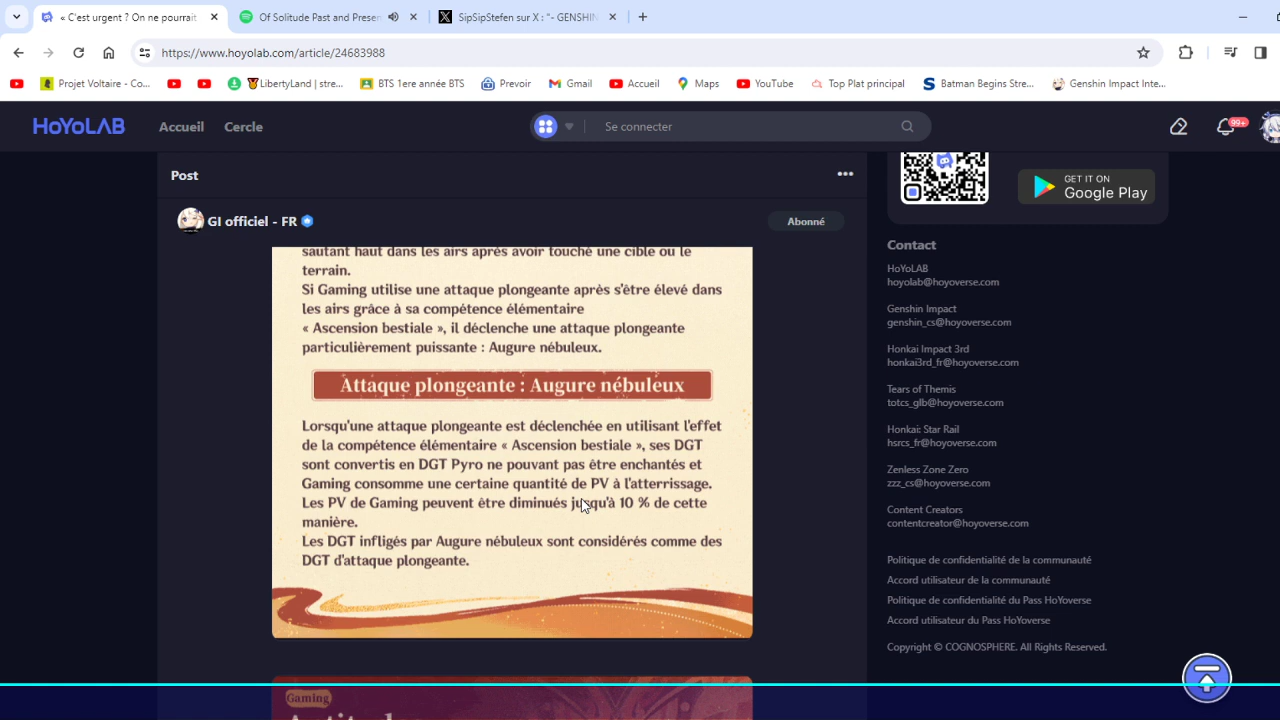 « C'est urgent ? On ne pourrait
Of Solitude Past and Presen
SipSipStefen sur X : "- GENSHIN
https://www.hoyolab.com/article/24683988
Projet Voltaire - Co...
LibertyLand | stre...
BTS 1ere année BTS
Prevoir
Gmail
Accueil
Maps
YouTube
Top Plat principal
Batman Begins Stre...
Genshin Impact Inte...
HoYoLAB
Accueil
Cercle
Se connecter
99+
Post
GI officiel - FR
Abonné
sautant haut dans les airs après avoir touché une cible ou le
terrain.
Si Gaming utilise une attaque plongeante après s'être élevé dans
les airs grâce à sa compétence élémentaire
« Ascension bestiale », il déclenche une attaque plongeante
particulièrement puissante : Augure nébuleux.
Attaque plongeante : Augure nébuleux
Lorsqu'une attaque plongeante est déclenchée en utilisant l'effet
de la compétence élémentaire « Ascension bestiale », ses DGT
sont convertis en DGT Pyro ne pouvant pas être enchantés et
Gaming consomme une certaine quantité de PV à l'atterrissage.
Les PV de Gaming peuvent être diminués jusqu'à 10 % de cette
manière.
Les DGT infligés par Augure nébuleux sont considérés comme des
DGT d'attaque plongeante.
Gaming
GET IT ON
Google Play
Contact
HoYoLAB
hoyolab@hoyoverse.com
Genshin Impact
genshin_cs@hoyoverse.com
Honkai Impact 3rd
honkai3rd_fr@hoyoverse.com
Tears of Themis
totcs_glb@hoyoverse.com
Honkai: Star Rail
hsrcs_fr@hoyoverse.com
Zenless Zone Zero
zzz_cs@hoyoverse.com
Content Creators
contentcreator@hoyoverse.com
Politique de confidentialité de la communauté
Accord utilisateur de la communauté
Politique de confidentialité du Pass HoYoverse
Accord utilisateur du Pass HoYoverse
Copyright © COGNOSPHERE. All Rights Reserved.